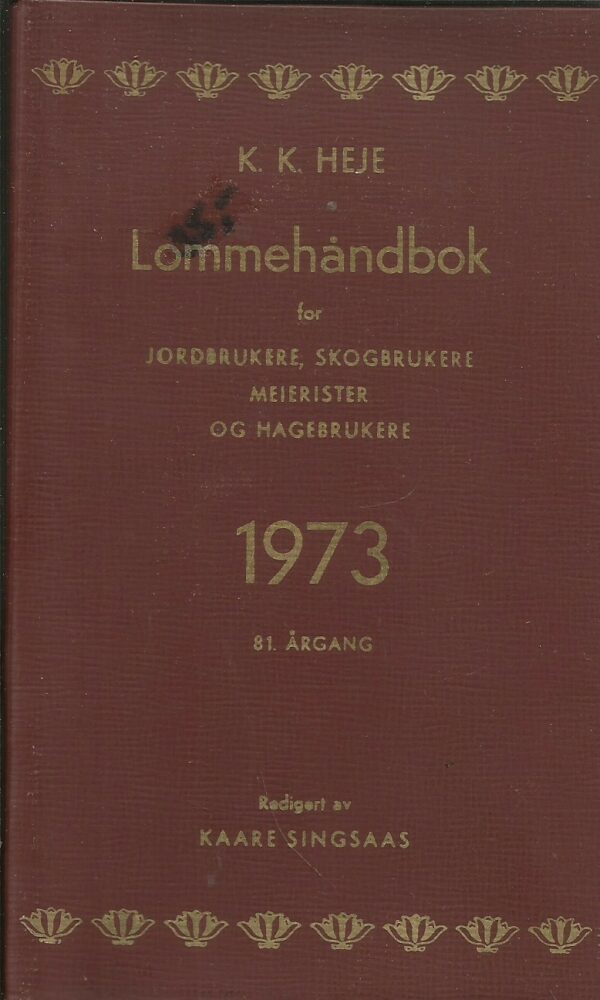 K. K. HEJE
Lommehåndbok
for
JORDBRUKERE, SKOGBRUKERE
MEIERISTER
OG HAGEBRUKERE
1973
81. ÅRGANG
Redigert av
KAARE SINGSAAS